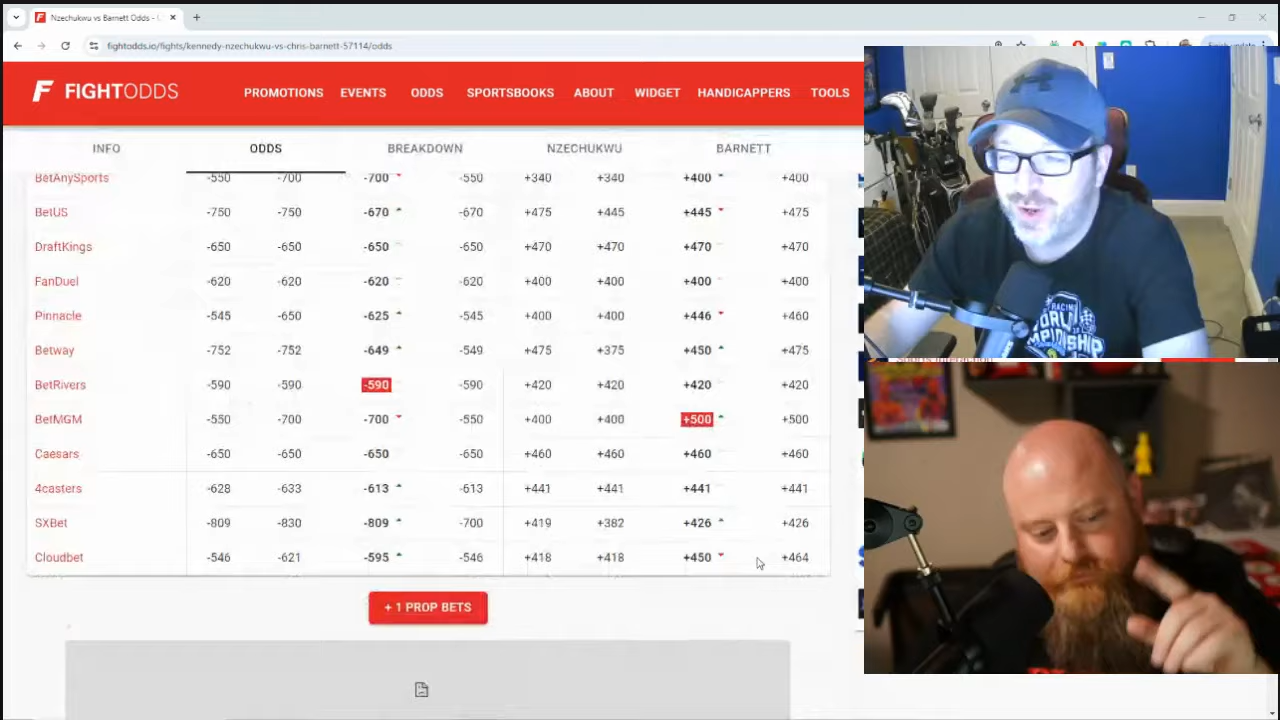 Nzechukwu vs Barnett Odds -
fightodds.io/fights/kennedy-nzechukwu-vs-chris-barnett-57114/odds
FIGHTODDS PROMOTIONS EVENTS ODDS SPORTSBOOKS ABOUT WIDGET HANDICAPPERS TOOLS
INFO ODDS BREAKDOWN NZECHUKWU BARNETT
BetAnySports -550 -700 -700 -550 +340 +340 +400 +400
BetUS -750 -750 -670 -670 +475 +445 +445 +475
DraftKings -650 -650 -650 -650 +470 +470 +470 +470
FanDuel -620 -620 -620 -620 +400 +400 +400 +400
Pinnacle -545 -650 -625 -545 +400 +400 +446 +460
Betway -752 -752 -649 -549 +475 +375 +450 +475
BetRivers -590 -590 -590 -590 +420 +420 +420 +420
BetMGM -550 -700 -700 -550 +400 +400 +500 +500
Caesars -650 -650 -650 -650 +460 +460 +460 +460
4casters -628 -633 -613 -613 +441 +441 +441 +441
SXBet -809 -830 -809 -700 +419 +382 +426 +426
Cloudbet -546 -621 -595 -546 +418 +418 +450 +464
+ 1 PROP BETS